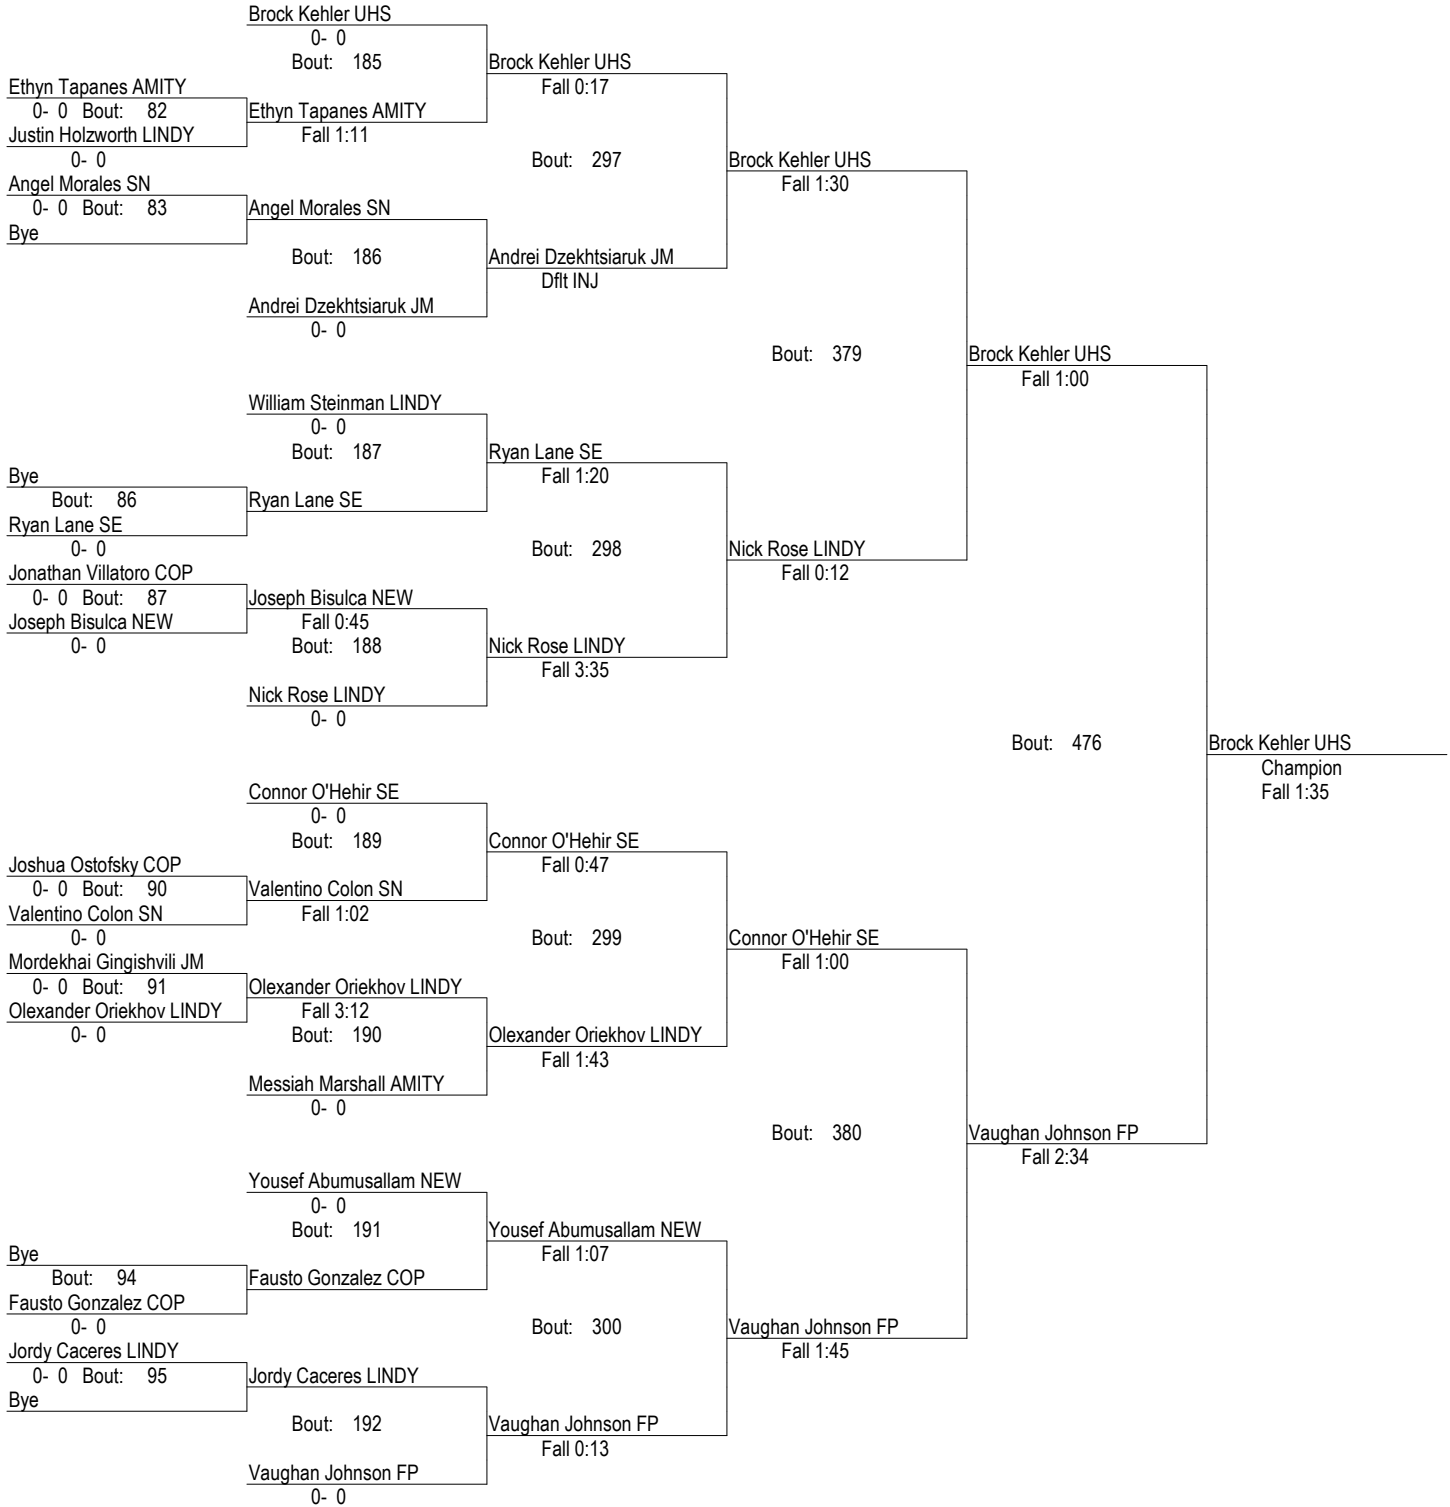 Brock Kehler UHS
0- 0
Bout: 185
Brock Kehler UHS
Fall 0:17
Ethyn Tapanes AMITY
0- 0 Bout: 82
Ethyn Tapanes AMITY
Fall 1:11
Justin Holzworth LINDY
0- 0
Bout: 297
Brock Kehler UHS
Fall 1:30
Angel Morales SN
0- 0 Bout: 83
Angel Morales SN
Bye
Bout: 186
Andrei Dzekhtsiaruk JM
Dflt INJ
Andrei Dzekhtsiaruk JM
0- 0
Bout: 379
Brock Kehler UHS
Fall 1:00
William Steinman LINDY
0- 0
Bout: 187
Ryan Lane SE
Fall 1:20
Bye
Bout: 86
Ryan Lane SE
Ryan Lane SE
0- 0
Bout: 298
Nick Rose LINDY
Fall 0:12
Jonathan Villatoro COP
0- 0 Bout: 87
Joseph Bisulca NEW
Fall 0:45
Joseph Bisulca NEW
0- 0
Bout: 188
Nick Rose LINDY
Fall 3:35
Nick Rose LINDY
0- 0
Bout: 476
Brock Kehler UHS
Champion
Fall 1:35
Connor O'Hehir SE
0- 0
Bout: 189
Connor O'Hehir SE
Fall 0:47
Joshua Ostofsky COP
0- 0 Bout: 90
Valentino Colon SN
Fall 1:02
Valentino Colon SN
0- 0
Bout: 299
Connor O'Hehir SE
Fall 1:00
Mordekhai Gingishvili JM
0- 0 Bout: 91
Olexander Oriekhov LINDY
Fall 3:12
Olexander Oriekhov LINDY
0- 0
Bout: 190
Olexander Oriekhov LINDY
Fall 1:43
Messiah Marshall AMITY
0- 0
Bout: 380
Vaughan Johnson FP
Fall 2:34
Yousef Abumusallam NEW
0- 0
Bout: 191
Yousef Abumusallam NEW
Fall 1:07
Bye
Bout: 94
Fausto Gonzalez COP
Fausto Gonzalez COP
0- 0
Bout: 300
Vaughan Johnson FP
Fall 1:45
Jordy Caceres LINDY
0- 0 Bout: 95
Jordy Caceres LINDY
Bye
Bout: 192
Vaughan Johnson FP
Fall 0:13
Vaughan Johnson FP
0- 0